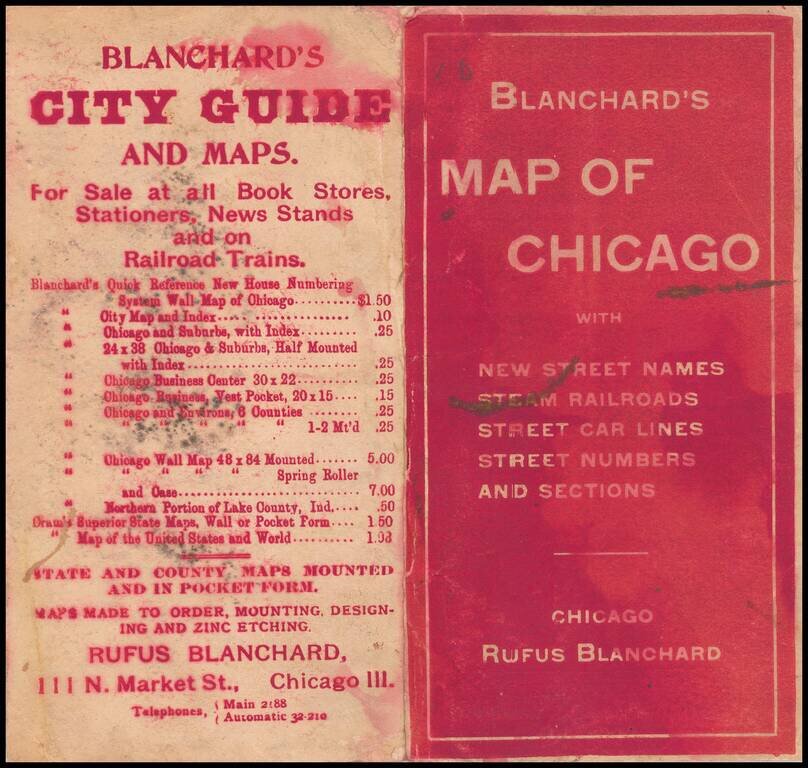 BLANCHARD'S
CITY GUIDE
AND MAPS.
For Sale at all Book Stores,
Stationers, News Stands
and on
Railroad Trains.
Blanchard's Quick Reference New House Numbering
System Wall Map of Chicago..........$1.50
" City Map and Index..... .................... .10
" Chicago and Suburbs, with Index......... .25
" 24 x 38 Chicago & Suburbs, Half Mounted
with Index.............................. .25
" Chicago Business Center 30 x 22.......... .25
" Chicago Business, Vest Pocket, 20 x 15.... .15
" Chicago and Environs, 6 Counties ........ .25
" " " " " " 1-2 Mt'd .25
" Chicago Wall Map 48 x 84 Mounted....... 5.00
" " " " " Spring Roller
and Case.............................. 7.00
" Northern Portion of Lake County, Ind..... .50
Cram's Superior State Maps, Wall or Pocket Form.... 1.50
" Map of the United States and World.......... 1.98
STATE AND COUNTY MAPS MOUNTED
AND IN POCKET FORM.
MAPS MADE TO ORDER, MOUNTING, DESIGN-
ING AND ZINC ETCHING.
RUFUS BLANCHARD,
111 N. Market St., Chicago Ill.
Telephones, { Main 2188
Automatic 32-210
BLANCHARD'S
MAP OF
CHICAGO
WITH
NEW STREET NAMES
STEAM RAILROADS
STREET CAR LINES
STREET NUMBERS
AND SECTIONS
CHICAGO
RUFUS BLANCHARD